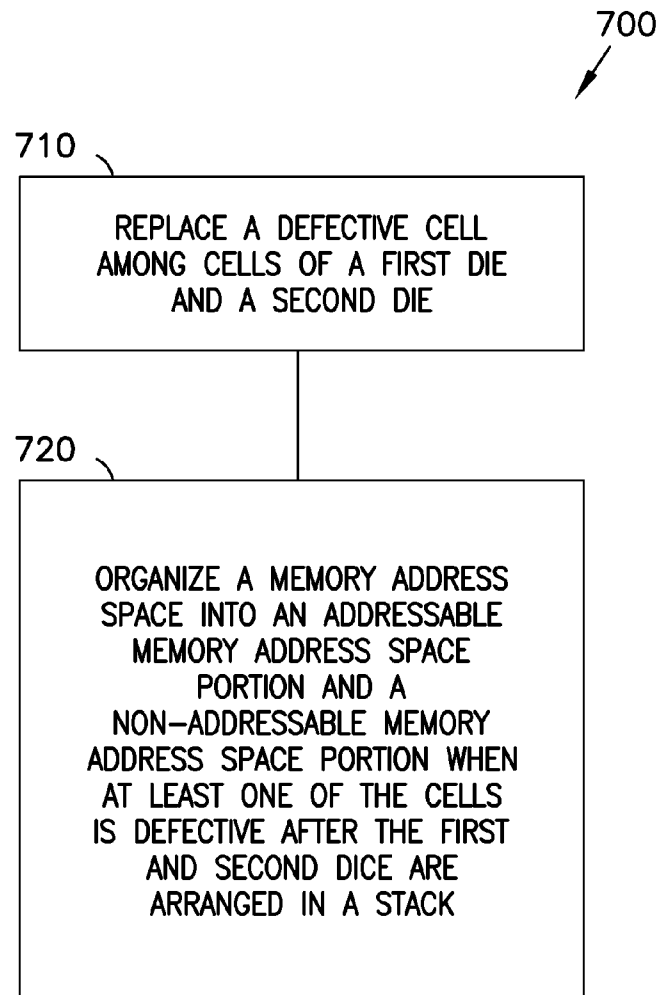 700
710
REPLACE A DEFECTIVE CELL
AMONG CELLS OF A FIRST DIE
AND A SECOND DIE
720
ORGANIZE A MEMORY ADDRESS
SPACE INTO AN ADDRESSABLE
MEMORY ADDRESS SPACE
PORTION AND A
NON-ADDRESSABLE MEMORY
ADDRESS SPACE PORTION WHEN
AT LEAST ONE OF THE CELLS
IS DEFECTIVE AFTER THE FIRST
AND SECOND DICE ARE
ARRANGED IN A STACK